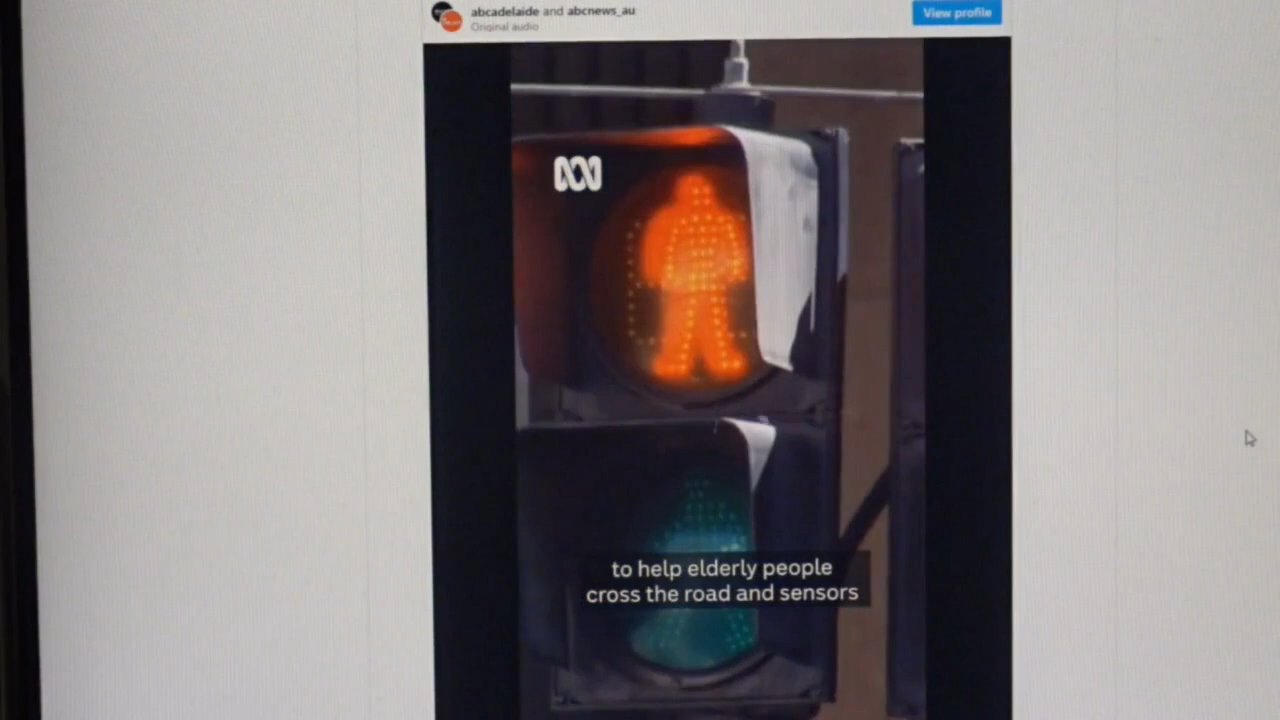 abcadelaide and abcnews_au
Original audio
View profile
to help elderly people
cross the road and sensors